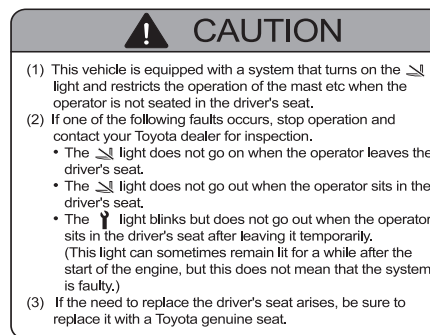 CAUTION
(1) This vehicle is equipped with a system that turns on the
light and restricts the operation of the mast etc when the
operator is not seated in the driver's seat.
(2) If one of the following faults occurs, stop operation and
contact your Toyota dealer for inspection.
• The light does not go on when the operator leaves the
driver's seat.
• The light does not go out when the operator sits in the
driver's seat.
• The light blinks but does not go out when the operator
sits in the driver's seat after leaving it temporarily.
(This light can sometimes remain lit for a while after the
start of the engine, but this does not mean that the system
is faulty.)
(3) If the need to replace the driver's seat arises, be sure to
replace it with a Toyota genuine seat.